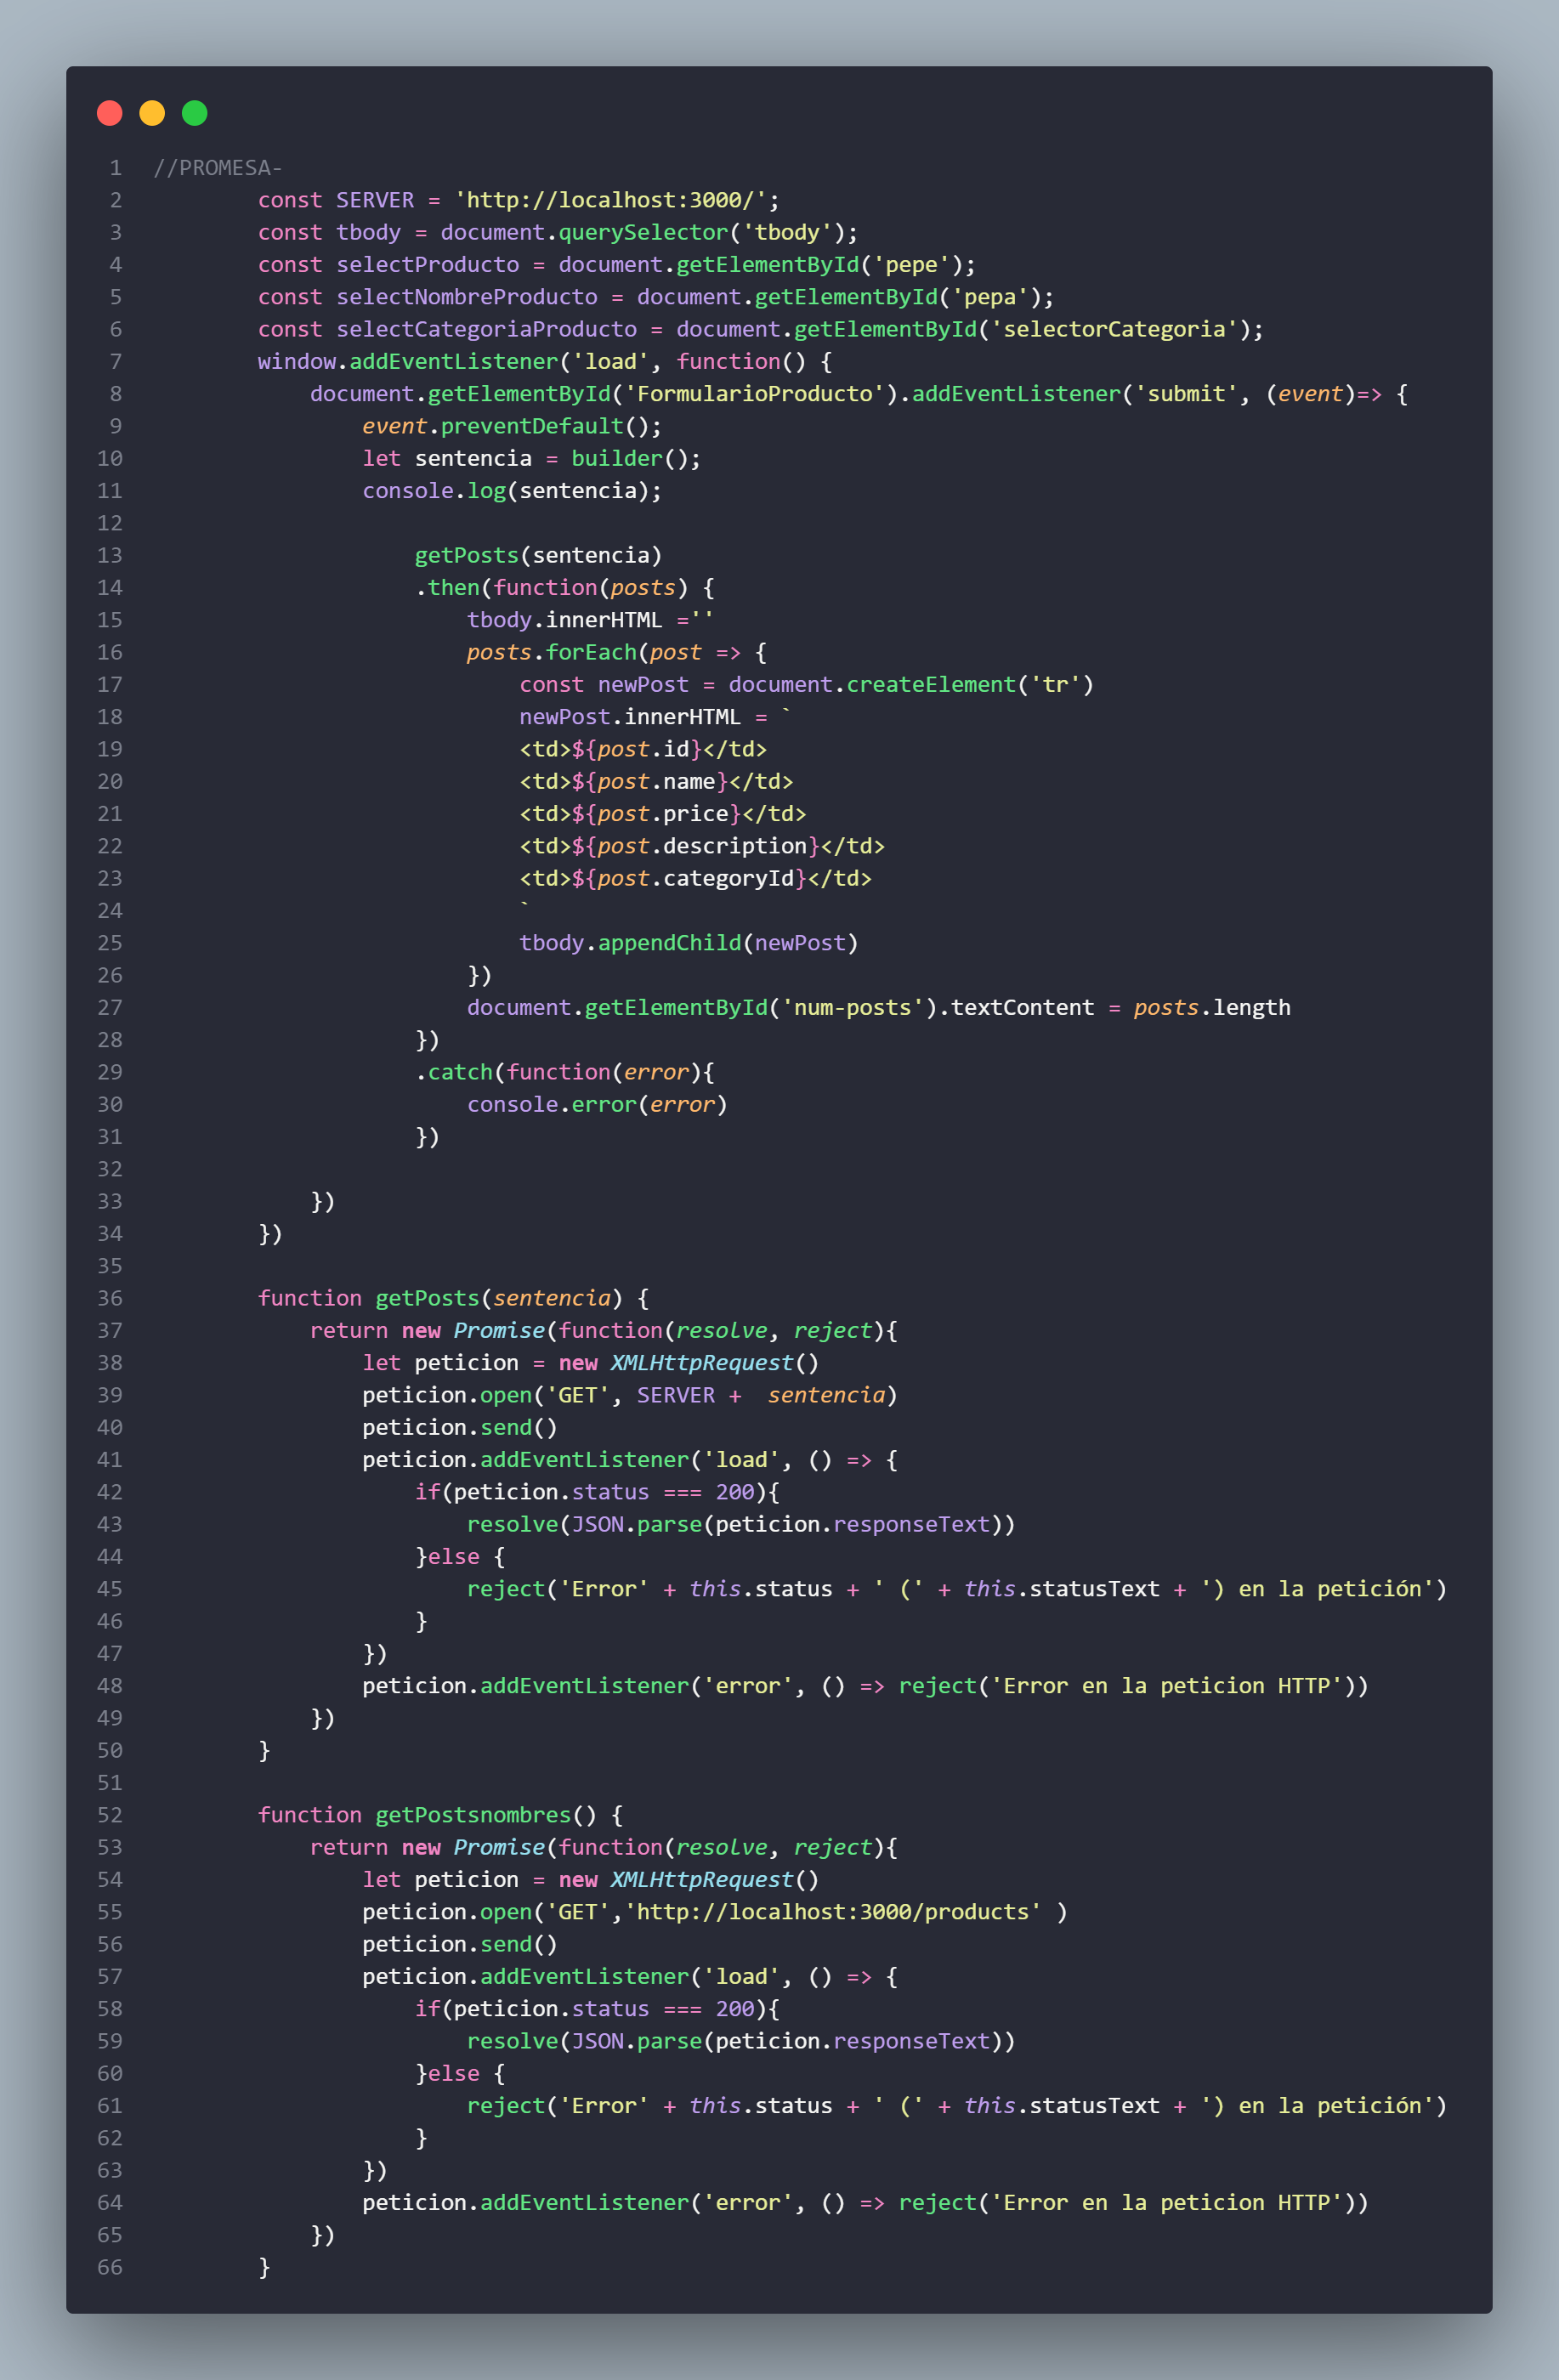 1 //PROMESA-
2 const SERVER = 'http://localhost:3000/';
3 const tbody = document.querySelector('tbody');
4 const selectProducto = document.getElementById('pepe');
5 const selectNombreProducto = document.getElementById('pepa');
6 const selectCategoriaProducto = document.getElementById('selectorCategoria');
7 window.addEventListener('load', function() {
8 document.getElementById('FormularioProducto').addEventListener('submit', (event)=> {
9 event.preventDefault();
10 let sentencia = builder();
11 console.log(sentencia);
12
13 getPosts(sentencia)
14 .then(function(posts) {
15 tbody.innerHTML =''
16 posts.forEach(post => {
17 const newPost = document.createElement('tr')
18 newPost.innerHTML = `
19 <td>${post.id}</td>
20 <td>${post.name}</td>
21 <td>${post.price}</td>
22 <td>${post.description}</td>
23 <td>${post.categoryId}</td>
24 `
25 tbody.appendChild(newPost)
26 })
27 document.getElementById('num-posts').textContent = posts.length
28 })
29 .catch(function(error){
30 console.error(error)
31 })
32
33 })
34 })
35
36 function getPosts(sentencia) {
37 return new Promise(function(resolve, reject){
38 let peticion = new XMLHttpRequest()
39 peticion.open('GET', SERVER +  sentencia)
40 peticion.send()
41 peticion.addEventListener('load', () => {
42 if(peticion.status === 200){
43 resolve(JSON.parse(peticion.responseText))
44 }else {
45 reject('Error' + this.status + ' (' + this.statusText + ') en la petición')
46 }
47 })
48 peticion.addEventListener('error', () => reject('Error en la peticion HTTP'))
49 })
50 }
51
52 function getPostsnombres() {
53 return new Promise(function(resolve, reject){
54 let peticion = new XMLHttpRequest()
55 peticion.open('GET','http://localhost:3000/products' )
56 peticion.send()
57 peticion.addEventListener('load', () => {
58 if(peticion.status === 200){
59 resolve(JSON.parse(peticion.responseText))
60 }else {
61 reject('Error' + this.status + ' (' + this.statusText + ') en la petición')
62 }
63 })
64 peticion.addEventListener('error', () => reject('Error en la peticion HTTP'))
65 })
66 }